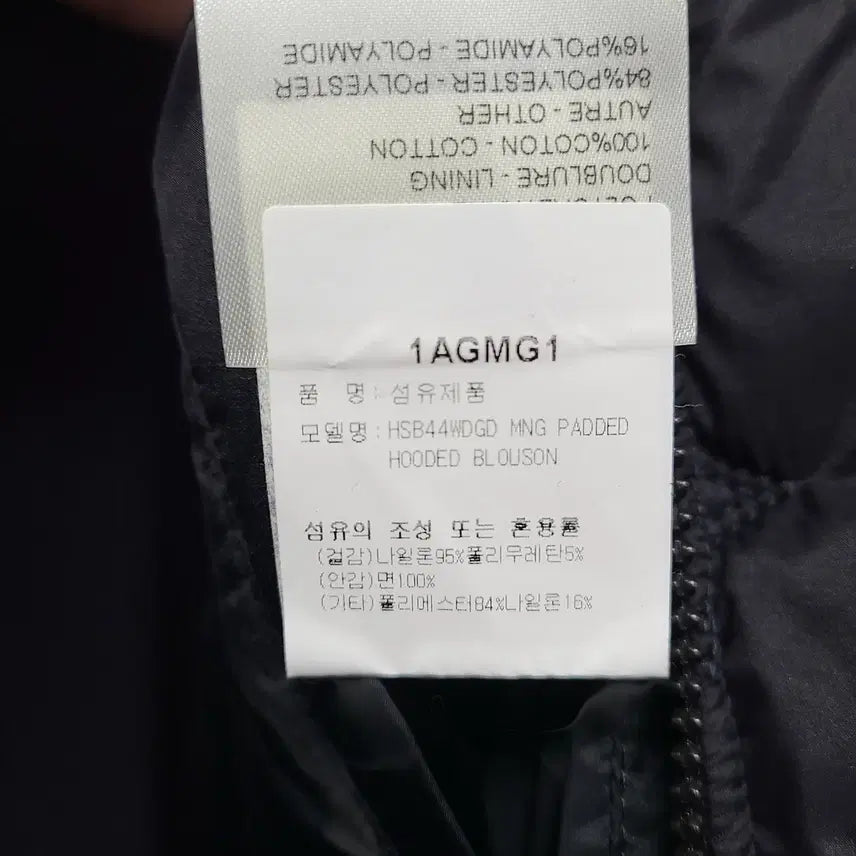 DOUBLURE - LINING
100%COTON - COTTON
AUTRE - OTHER
84%POLYESTER - POLYESTER
16%POLYAMIDE - POLYAMIDE
1AGMG1
품 명 : 섬유제품
모델명 : HSB44WDGD MNG PADDED
HOODED BLOUSON
섬유의 조성 또는 혼용률
(겉감)나일론95%폴리우레탄5%
(안감)면100%
(기타)폴리에스터84%나일론16%